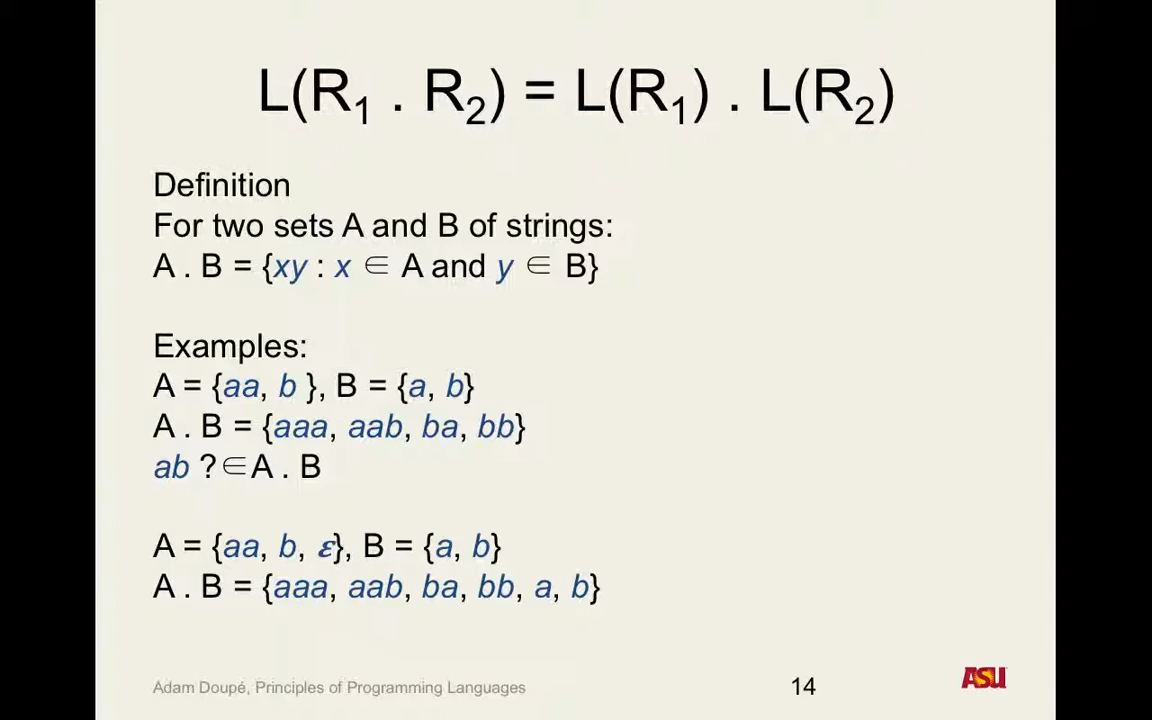 L(R₁ . R₂) = L(R₁) . L(R₂)
Definition
For two sets A and B of strings:
A . B = {xy : x ∈ A and y ∈ B}
Examples:
A = {aa, b }, B = {a, b}
A . B = {aaa, aab, ba, bb}
ab ?∈A . B
A = {aa, b, ε}, B = {a, b}
A . B = {aaa, aab, ba, bb, a, b}
Adam Doupé, Principles of Programming Languages
14
ASU